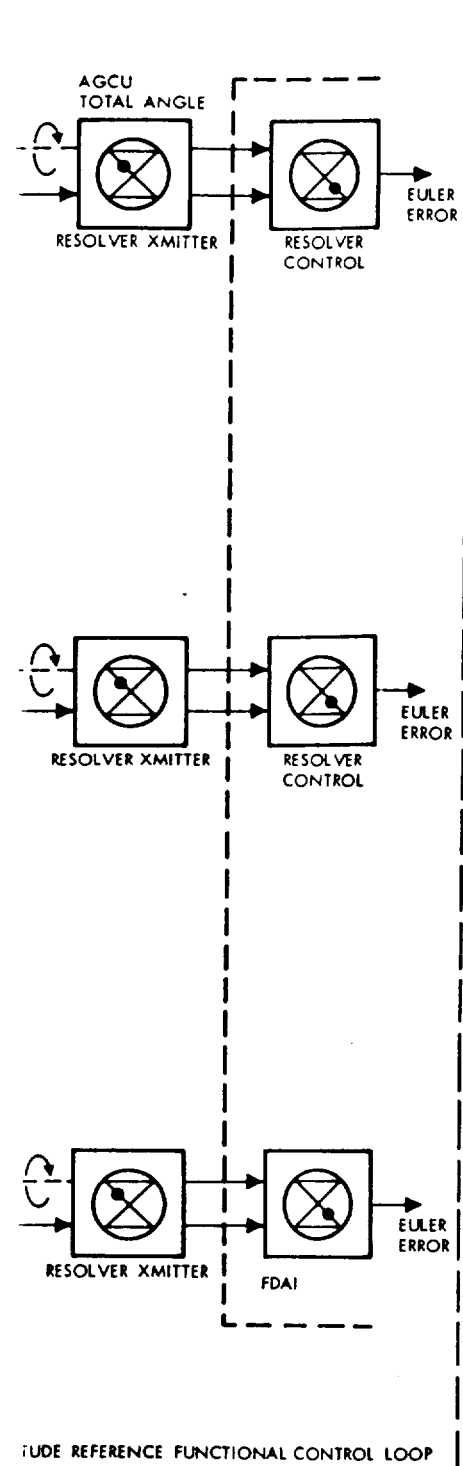 AGCU
TOTAL ANGLE
RESOLVER XMITTER
RESOLVER
CONTROL
EULER
ERROR
RESOLVER XMITTER
RESOLVER
CONTROL
EULER
ERROR
RESOLVER XMITTER
FDAI
EULER
ERROR
TUDE REFERENCE FUNCTIONAL CONTROL LOOP